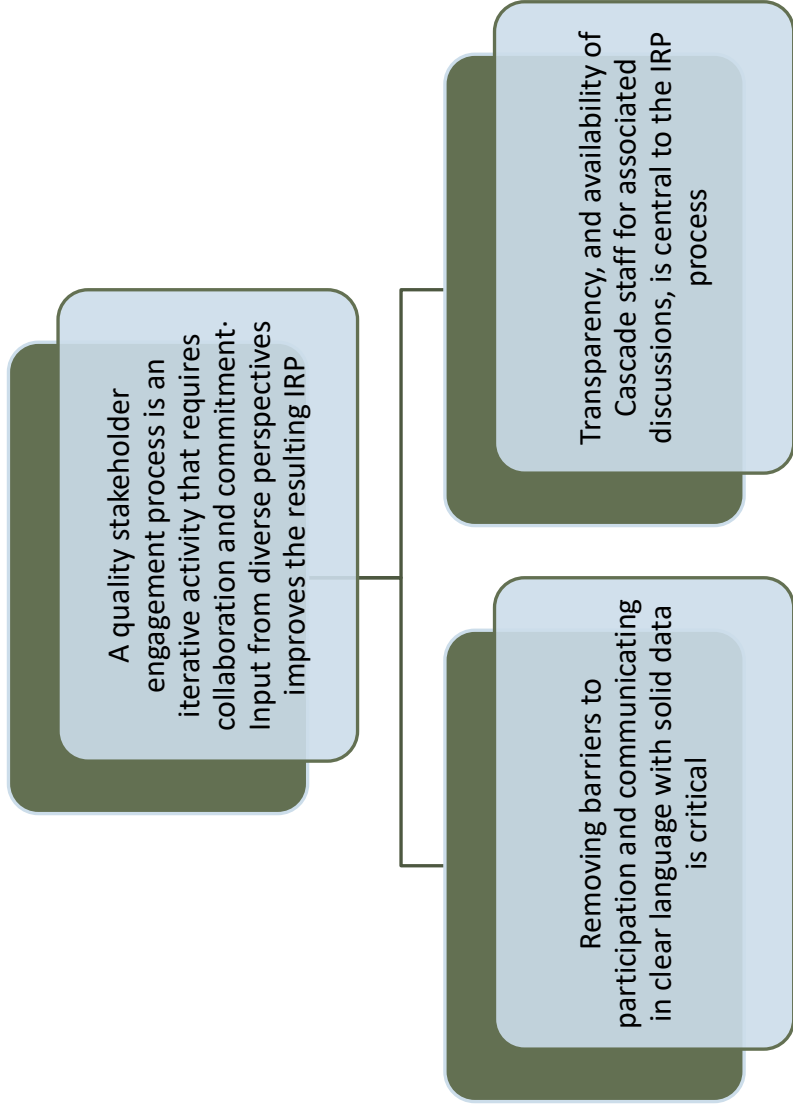 A quality stakeholder
engagement process is an
iterative activity that requires
collaboration and commitment·
Input from diverse perspectives
improves the resulting IRP
Removing barriers to
participation and communicating
in clear language with solid data
is critical
Transparency, and availability of
Cascade staff for associated
discussions, is central to the IRP
process